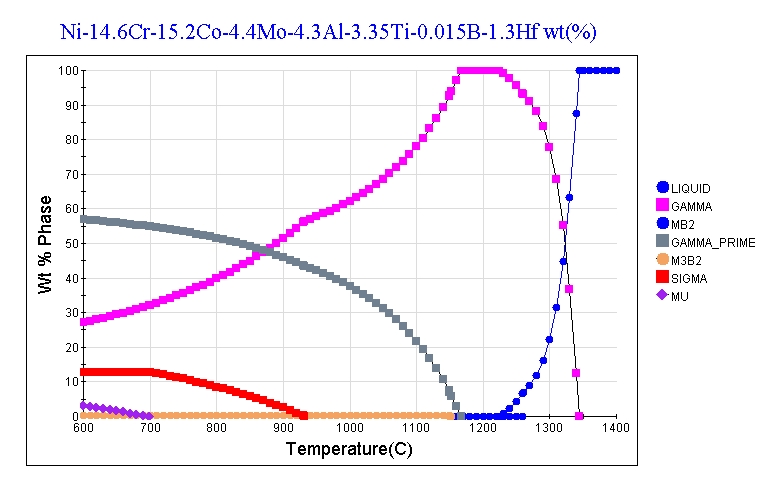 Ni-14.6Cr-15.2Co-4.4Mo-4.3Al-3.35Ti-0.015B-1.3Hf wt(%)
100
90
80
70
60
50
40
30
20
10
0
Wt % Phase
600 700 800 900 1000 1100 1200 1300 1400
Temperature(C)
LIQUID
GAMMA
MB2
GAMMA_PRIME
M3B2
SIGMA
MU